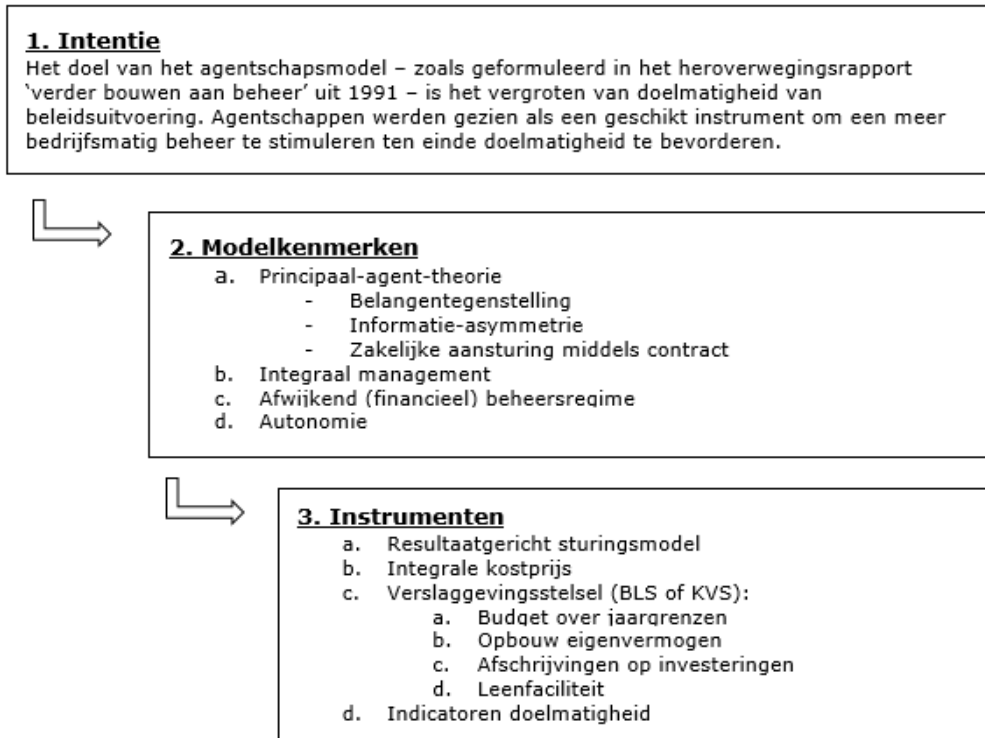 1. Intentie
Het doel van het agentschapsmodel – zoals geformuleerd in het heroverwegingsrapport
‘verder bouwen aan beheer’ uit 1991 – is het vergroten van doelmatigheid van
beleidsuitvoering. Agentschappen werden gezien als een geschikt instrument om een meer
bedrijfsmatig beheer te stimuleren ten einde doelmatigheid te bevorderen.
2. Modelkenmerken
a. Principaal-agent-theorie
- Belangentegenstelling
- Informatie-asymmetrie
- Zakelijke aansturing middels contract
b. Integraal management
c. Afwijkend (financieel) beheersregime
d. Autonomie
3. Instrumenten
a. Resultaatgericht sturingsmodel
b. Integrale kostprijs
c. Verslaggevingsstelsel (BLS of KVS):
a. Budget over jaargrenzen
b. Opbouw eigenvermogen
c. Afschrijvingen op investeringen
d. Leenfaciliteit
d. Indicatoren doelmatigheid